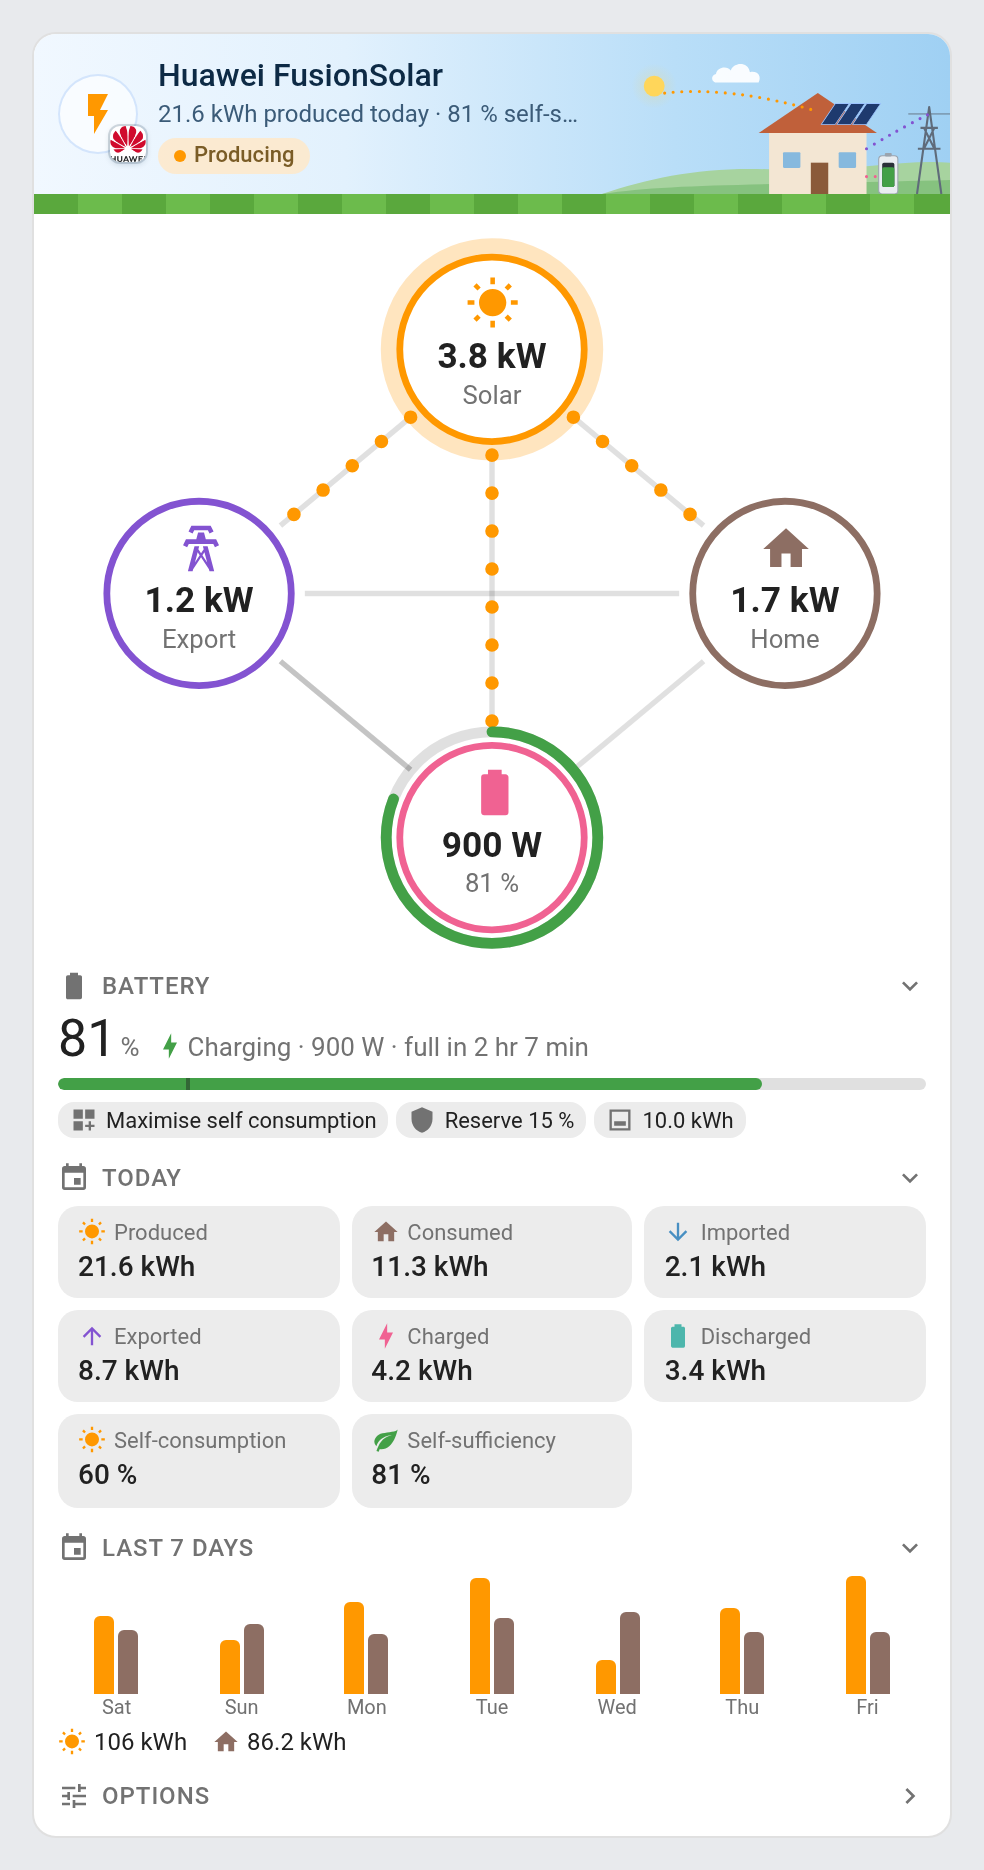 Huawei FusionSolar
21.6 kWh produced today · 81 % self-s...
HUAWEI
Producing
3.8 kW
Solar
1.2 kW
Export
1.7 kW
Home
900 W
81 %
BATTERY
81 % Charging · 900 W · full in 2 hr 7 min
Maximise self consumption Reserve 15 % 10.0 kWh
TODAY
Produced Consumed Imported
21.6 kWh 11.3 kWh 2.1 kWh
Exported Charged Discharged
8.7 kWh 4.2 kWh 3.4 kWh
Self-consumption Self-sufficiency
60 % 81 %
LAST 7 DAYS
Sat Sun Mon Tue Wed Thu Fri
106 kWh 86.2 kWh
OPTIONS